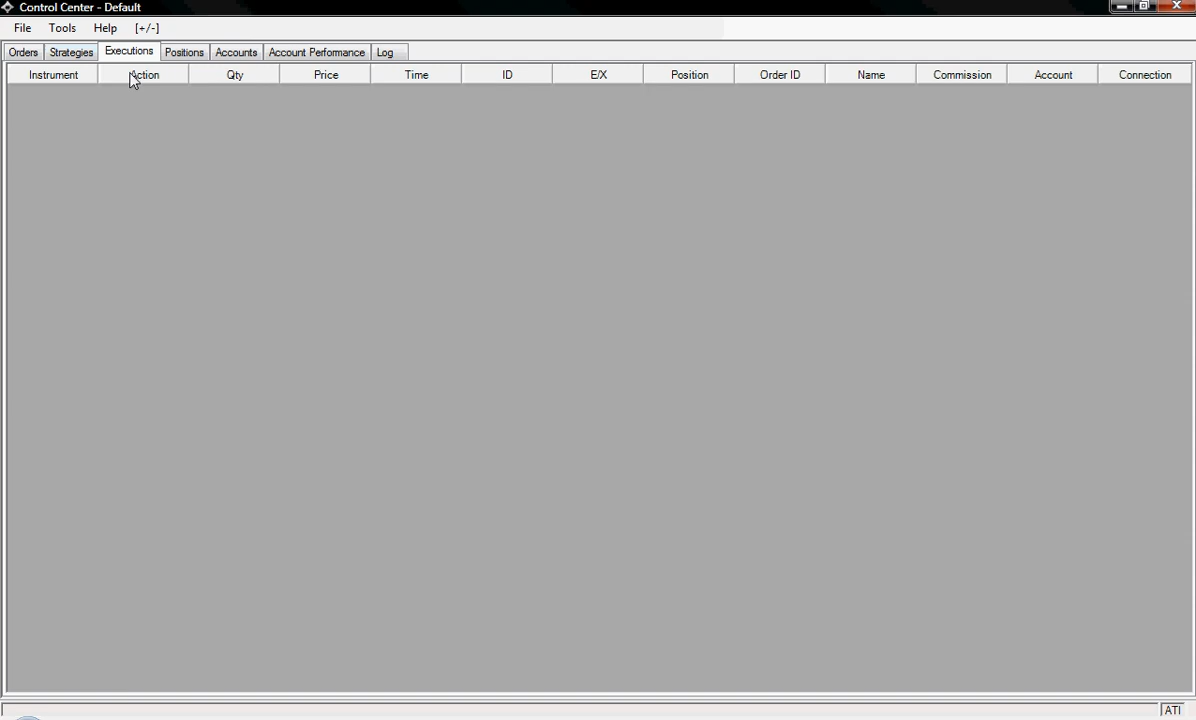 Control Center - Default
File Tools Help [+/-]
Orders Strategies Executions Positions Accounts Account Performance Log
Instrument Action Qty Price Time ID E/X Position Order ID Name Commission Account Connection
ATI